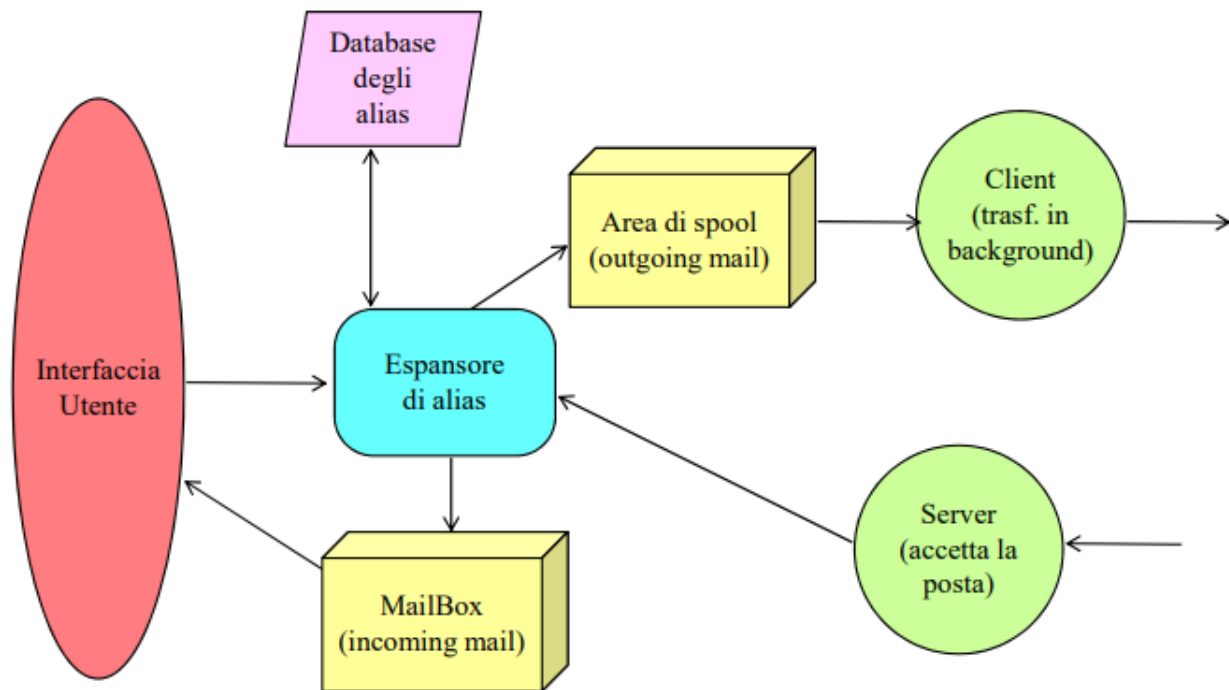 Database
degli
alias
Area di spool
(outgoing mail)
Client
(trasf. in
background)
Interfaccia
Utente
Espansore
di alias
Server
(accetta la
posta)
MailBox
(incoming mail)